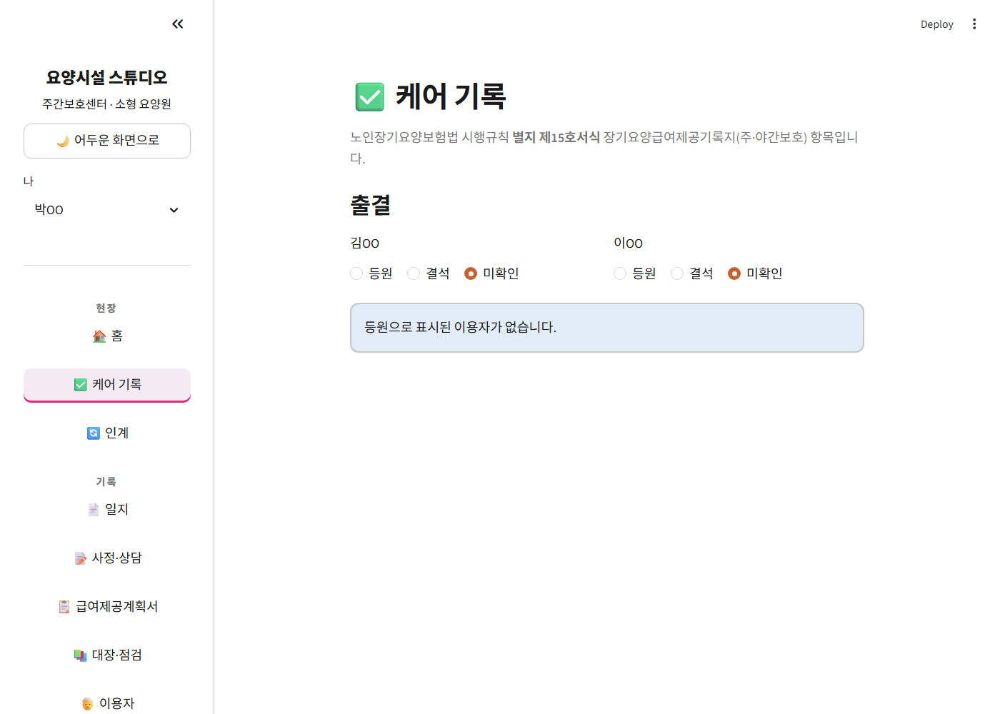 Deploy
요양시설 스튜디오
주간보호센터 · 소형 요양원
어두운 화면으로
나
박OO
현장
홈
케어 기록
인계
기록
일지
사정·상담
급여제공계획서
대장·점검
이용자
케어 기록
노인장기요양보험법 시행규칙 별지 제15호서식 장기요양급여제공기록지(주·야간보호) 항목입니
다.
출결
김OO
등원 결석 미확인
이OO
등원 결석 미확인
등원으로 표시된 이용자가 없습니다.